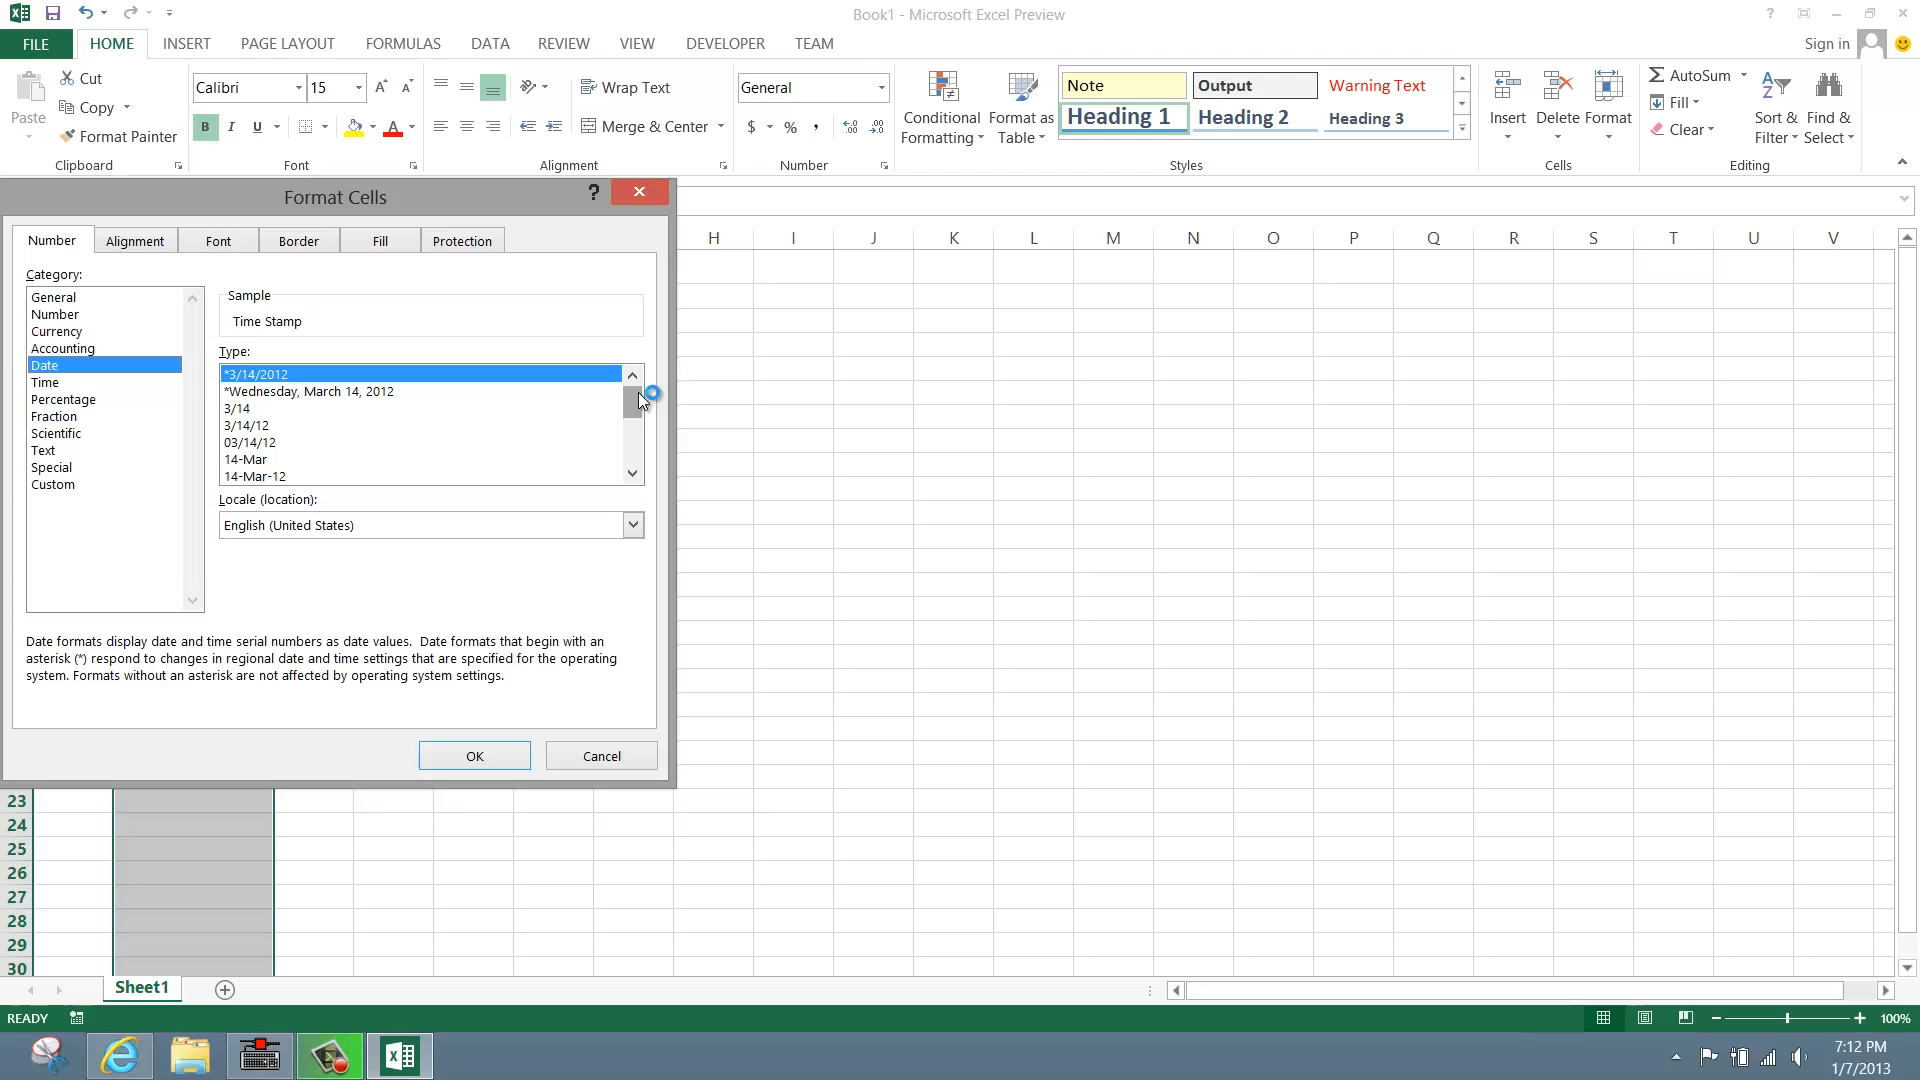 Book1 - Microsoft Excel Preview
FILE HOME INSERT PAGE LAYOUT FORMULAS DATA REVIEW VIEW DEVELOPER TEAM Sign in
Paste
Cut
Copy
Format Painter
Clipboard
Calibri 15
B I U
Font
Wrap Text
Merge & Center
Alignment
General
$ % ,
Number
Conditional Formatting
Format as Table
Note Output Warning Text
Heading 1 Heading 2 Heading 3
Styles
Insert Delete Format
Cells
AutoSum
Fill
Clear
Sort & Filter
Find & Select
Editing
Format Cells
Number Alignment Font Border Fill Protection
Category:
General
Number
Currency
Accounting
Date
Time
Percentage
Fraction
Scientific
Text
Special
Custom
Sample
Time Stamp
Type:
*3/14/2012
*Wednesday, March 14, 2012
3/14
3/14/12
03/14/12
14-Mar
14-Mar-12
Locale (location):
English (United States)
Date formats display date and time serial numbers as date values. Date formats that begin with an
asterisk (*) respond to changes in regional date and time settings that are specified for the operating
system. Formats without an asterisk are not affected by operating system settings.
OK Cancel
H I J K L M N O P Q R S T U V
23
24
25
26
27
28
29
30
Sheet1
READY
100%
7:12 PM
1/7/2013